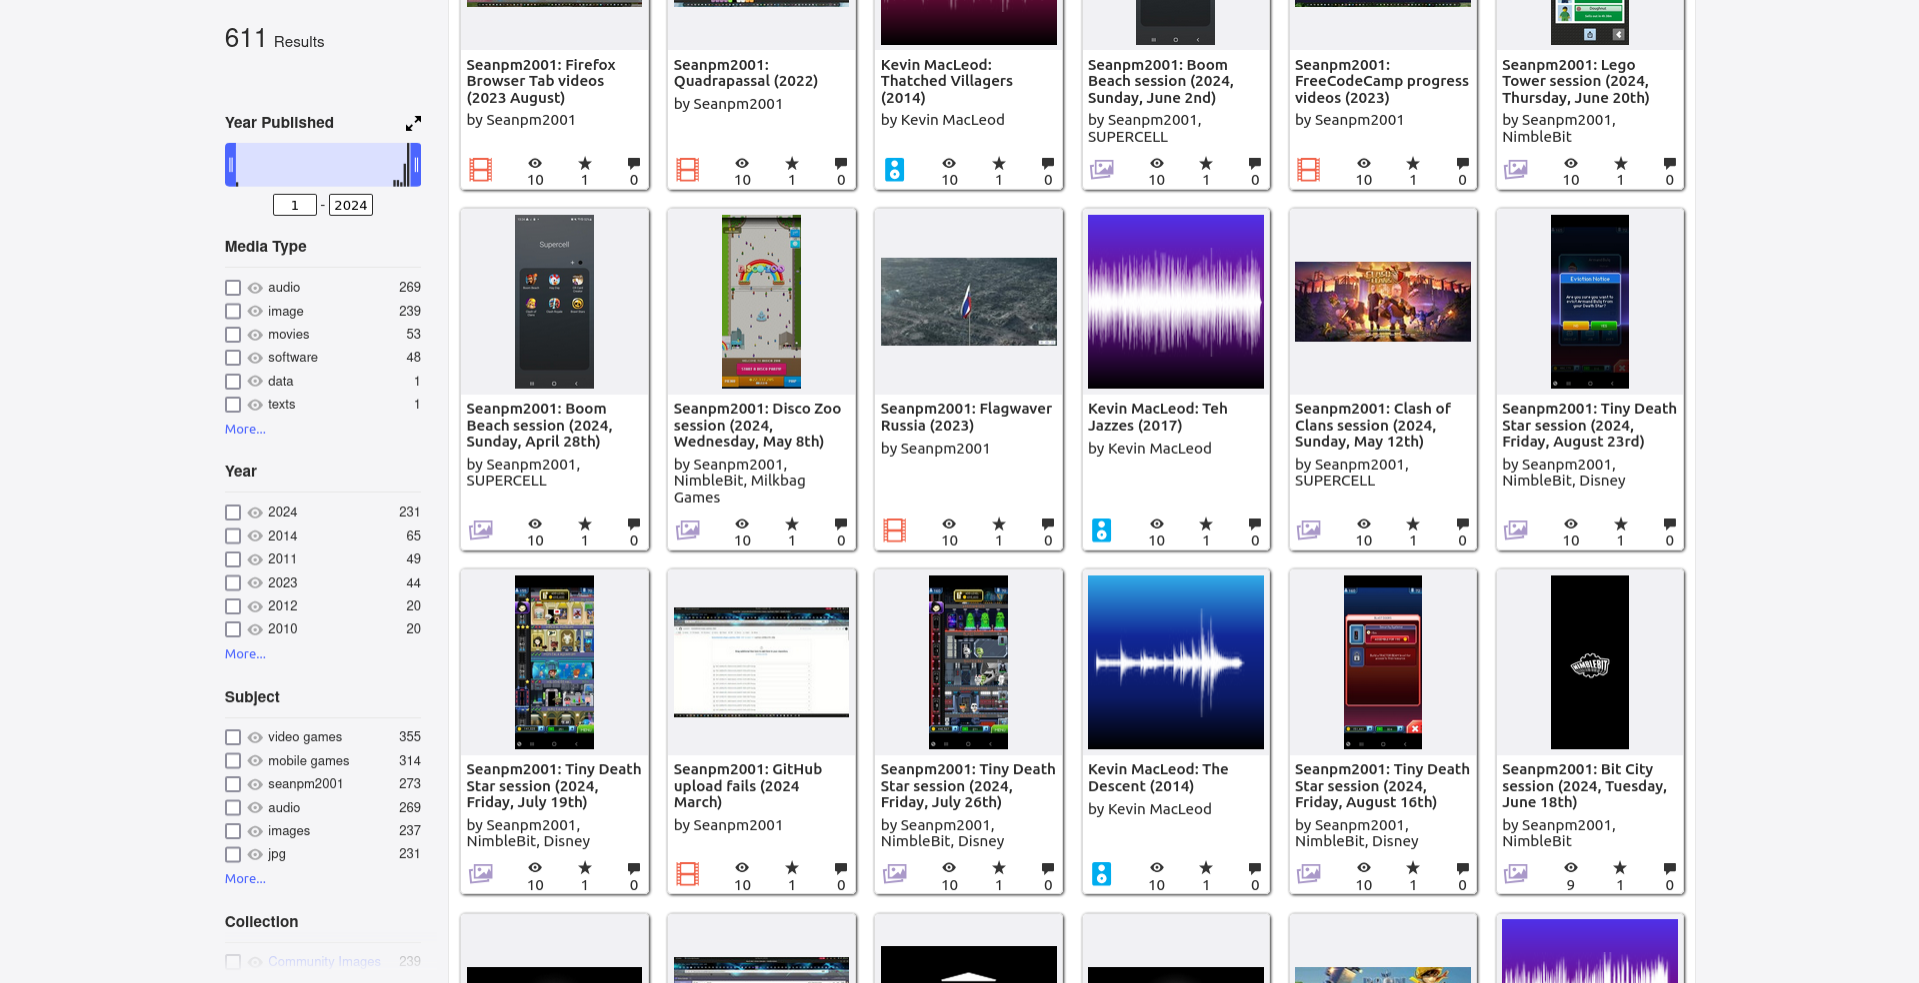 611 Results
Year Published
1 - 2024
Media Type
audio 269
image 239
movies 53
software 48
data 1
texts 1
More...
Year
2024 231
2014 65
2011 49
2023 44
2012 20
2010 20
More...
Subject
video games 355
mobile games 314
seanpm2001 273
audio 269
images 237
jpg 231
More...
Collection
Community Images 239
Seanpm2001: Firefox
Browser Tab videos
(2023 August)
by Seanpm2001
10 1 0
Seanpm2001:
Quadrapassal (2022)
by Seanpm2001
10 1 0
Kevin MacLeod:
Thatched Villagers
(2014)
by Kevin MacLeod
10 1 0
Seanpm2001: Boom
Beach session (2024,
Sunday, June 2nd)
by Seanpm2001,
SUPERCELL
10 1 0
Seanpm2001:
FreeCodeCamp progress
videos (2023)
by Seanpm2001
10 1 0
Seanpm2001: Lego
Tower session (2024,
Thursday, June 20th)
by Seanpm2001,
NimbleBit
10 1 0
Supercell
Seanpm2001: Boom
Beach session (2024,
Sunday, April 28th)
by Seanpm2001,
SUPERCELL
10 1 0
Seanpm2001: Disco Zoo
session (2024,
Wednesday, May 8th)
by Seanpm2001,
NimbleBit, Milkbag
Games
10 1 0
Seanpm2001: Flagwaver
Russia (2023)
by Seanpm2001
10 1 0
Kevin MacLeod: Teh
Jazzes (2017)
by Kevin MacLeod
10 1 0
Seanpm2001: Clash of
Clans session (2024,
Sunday, May 12th)
by Seanpm2001,
SUPERCELL
10 1 0
Eviction Notice
Seanpm2001: Tiny Death
Star session (2024,
Friday, August 23rd)
by Seanpm2001,
NimbleBit, Disney
10 1 0
Seanpm2001: Tiny Death
Star session (2024,
Friday, July 19th)
by Seanpm2001,
NimbleBit, Disney
10 1 0
Seanpm2001: GitHub
upload fails (2024
March)
by Seanpm2001
10 1 0
Seanpm2001: Tiny Death
Star session (2024,
Friday, July 26th)
by Seanpm2001,
NimbleBit, Disney
10 1 0
Kevin MacLeod: The
Descent (2014)
by Kevin MacLeod
10 1 0
Seanpm2001: Tiny Death
Star session (2024,
Friday, August 16th)
by Seanpm2001,
NimbleBit, Disney
10 1 0
NIMBLEBIT
Seanpm2001: Bit City
session (2024, Tuesday,
June 18th)
by Seanpm2001,
NimbleBit
9 1 0